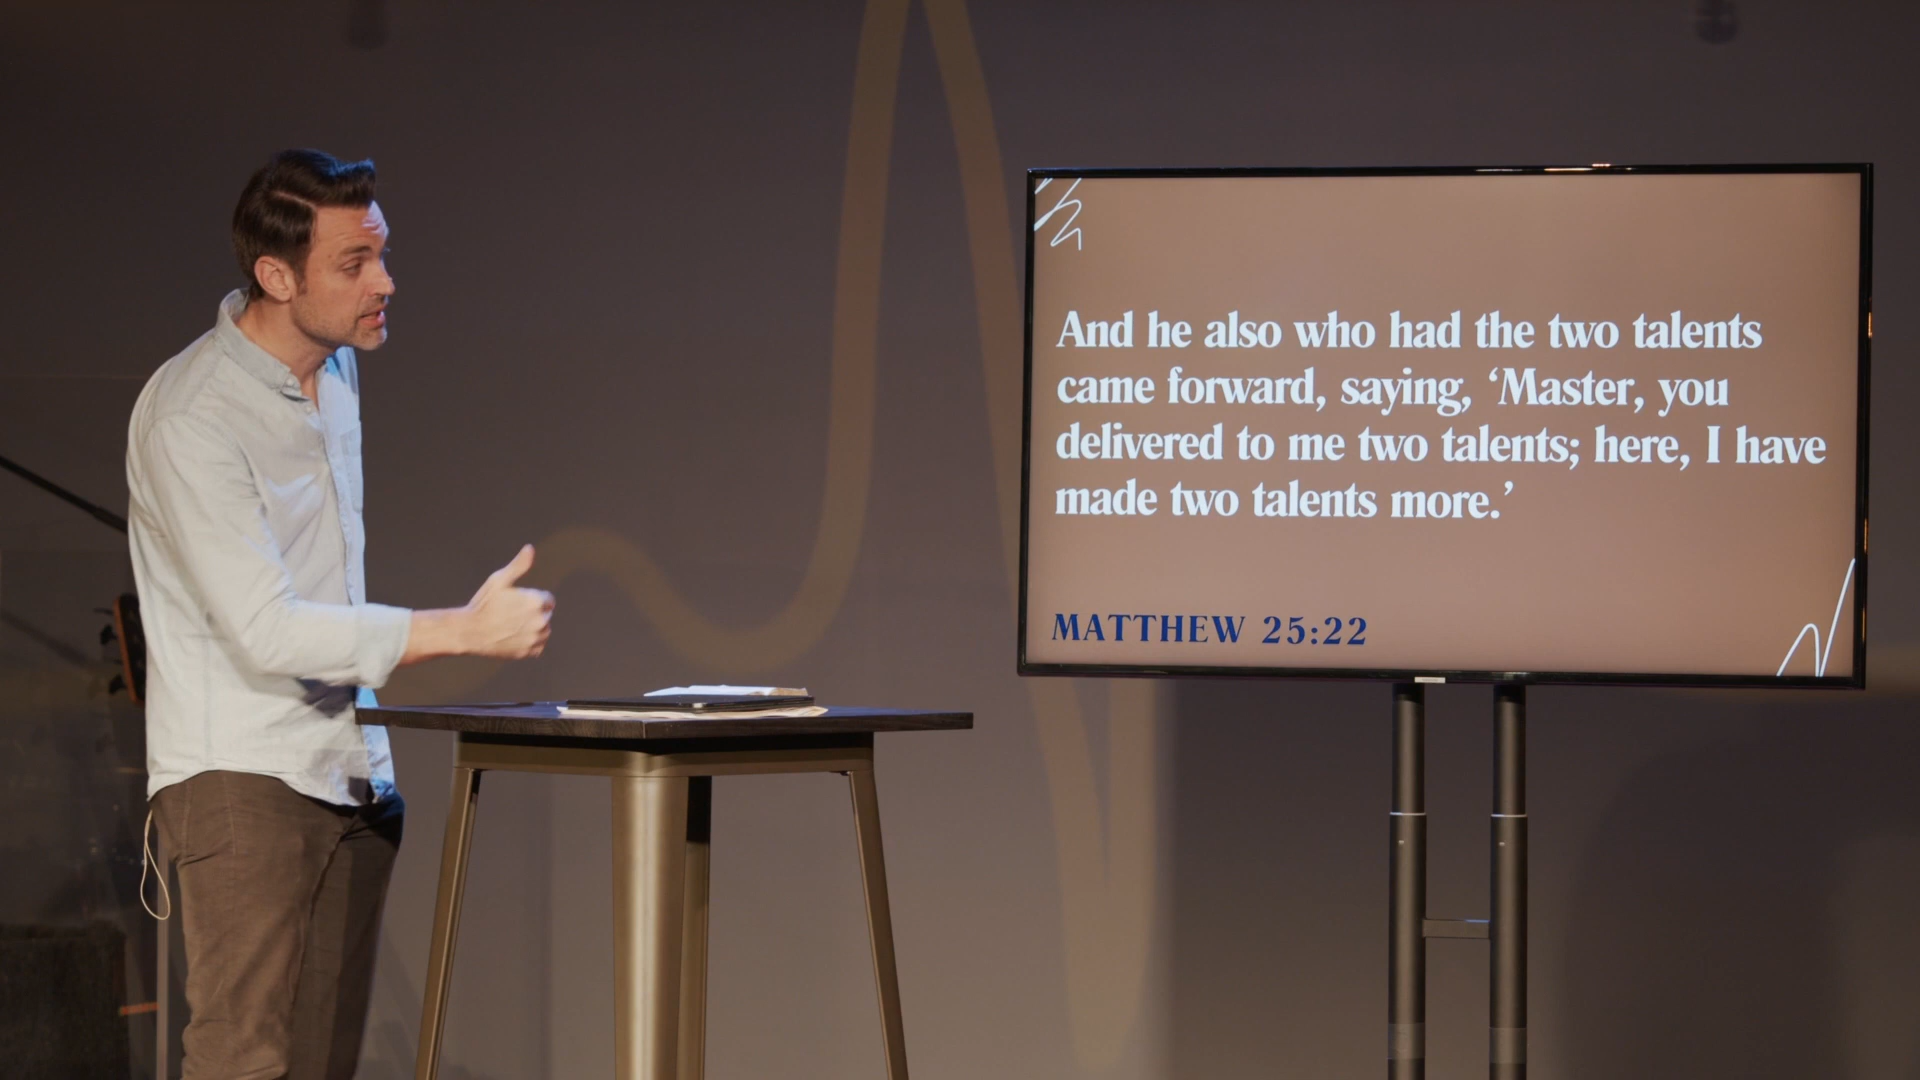 And he also who had the two talents
came forward, saying, ‘Master, you
delivered to me two talents; here, I have
made two talents more.’
MATTHEW 25:22